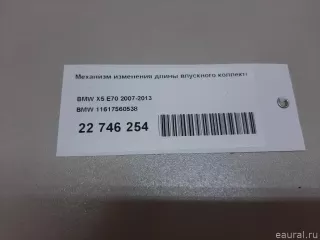 Механизм изменения длины впускного коллект
BMW X5 E70 2007-2013
BMW 11617560538
22 746 254
eaural.ru